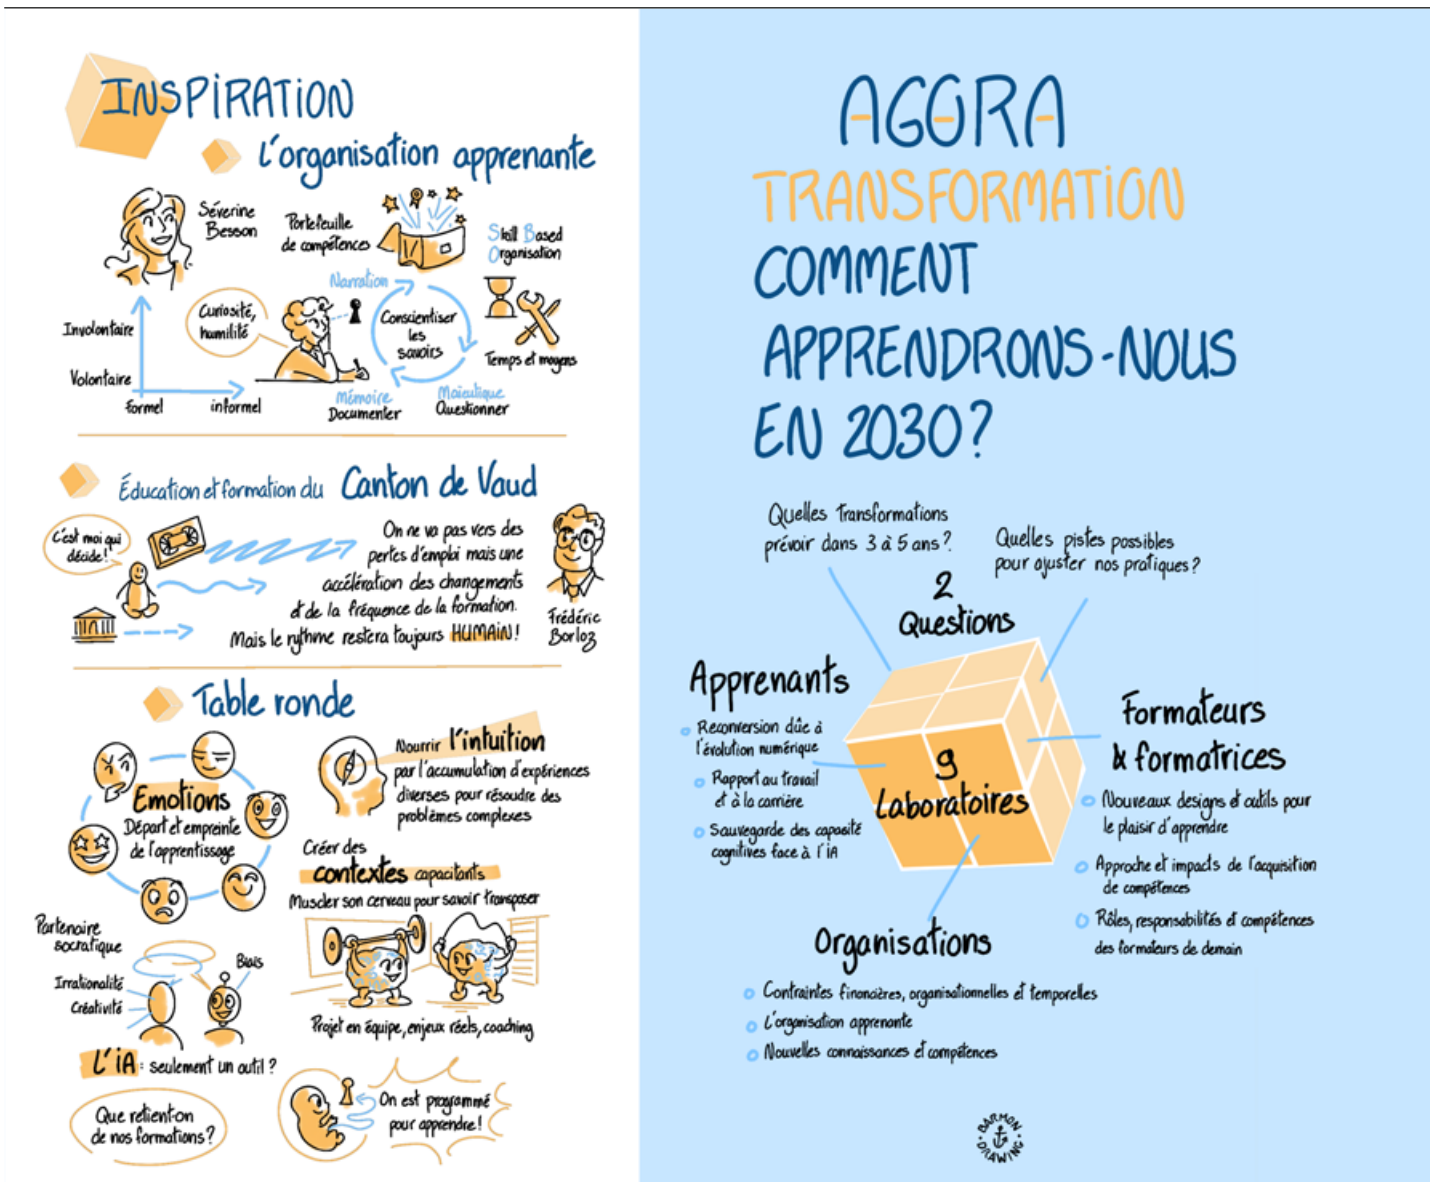 INSPIRATION
L'organisation apprenante
Séverine
Besson
Portefeuille
de compétences
Skill Based
Organisation
Narration
Curiosité,
humilité
Conscientiser
les
savoirs
Temps et moyens
Involontaire
Volontaire
formel
informel
Mémoire
Documenter
Maïeutique
Questionner
Éducation et formation du Canton de Vaud
C'est moi qui
décide!
On ne va pas vers des
pertes d'emploi mais une
accélération des changements
et de la fréquence de la formation.
Mais le rythme restera toujours HUMAiN!
Frédéric
Borloz
Table ronde
Emotions
Départ et empreinte
de l'apprentissage
Nourrir l'intuition
par l'accumulation d'expériences
diverses pour résoudre des
problèmes complexes
Créer des
contextes capacitants
Muscler son cerveau pour savoir transposer
Projet en équipe, enjeux réels, coaching
Partenaire
socratique
Irrationalité
Créativité
Biais
L'iA : seulement un outil ?
Que retient-on
de nos formations?
On est programmé
pour apprendre!
AGORA
TRANSFORMATiON
COMMENT
APPRENDRONS-NOUS
EN 2030?
Quelles transformations
prévoir dans 3 à 5 ans?
Quelles pistes possibles
pour ajuster nos pratiques?
2
Questions
9
Laboratoires
Apprenants
Reconversion dûe à
l'évolution numérique
Rapport au travail
et à la carrière
Sauvegarde des capacité
cognitives face à l'iA
Formateurs
& formatrices
Nouveaux designs et outils pour
le plaisir d'apprendre
Approche et impacts de l'acquisition
de compétences
Rôles, responsabilités et compétences
des formateurs de demain
Organisations
Contraintes financières, organisationnelles et temporelles
L'organisation apprenante
Nouvelles connaissances et compétences
BARMON
DRAWING